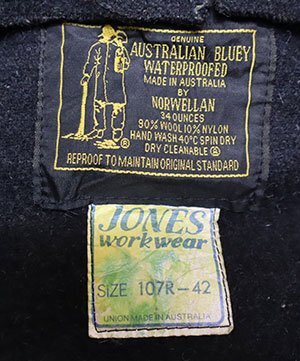 GENUINE
AUSTRALIAN BLUEY
WATERPROOFED
MADE IN AUSTRALIA
BY
NORWELLAN
34 OUNCES
90% WOOL 10% NYLON
HAND WASH 40°C SPIN DRY
DRY CLEANABLE Ⓢ
REPROOF TO MAINTAIN ORIGINAL STANDARD
®
JONES
workwear
SIZE 107R-42
UNION MADE IN AUSTRALIA